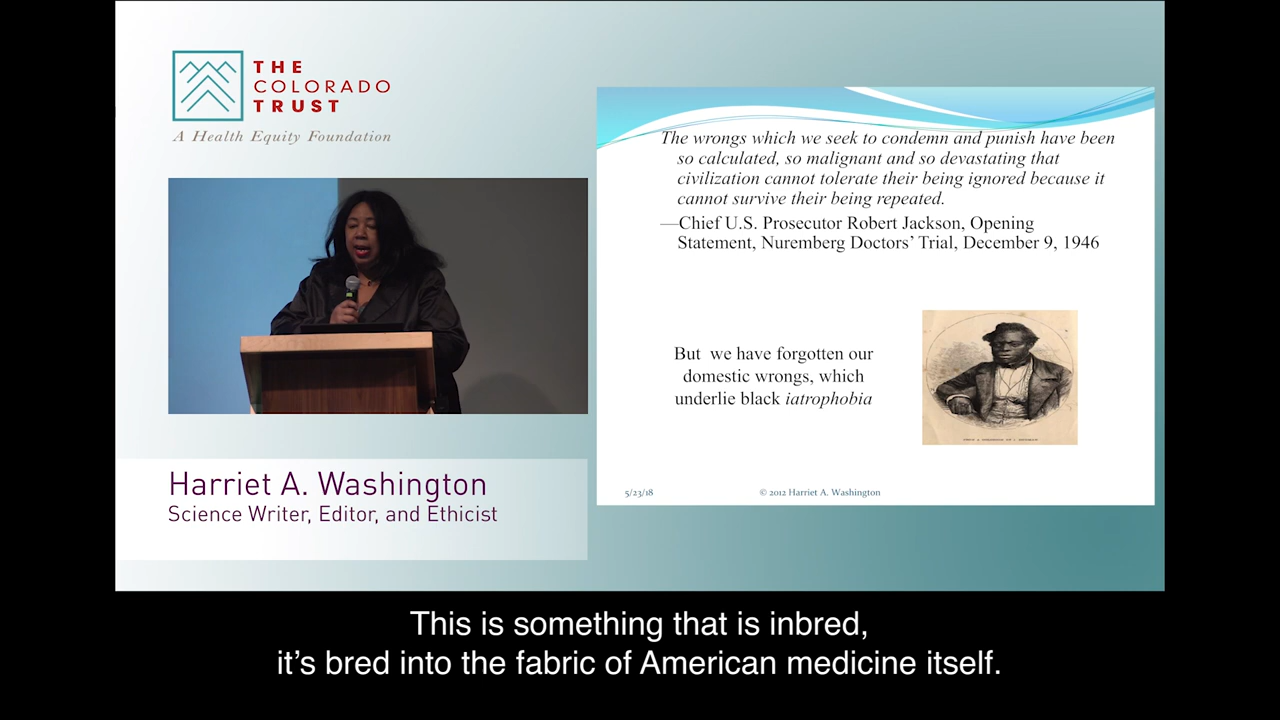 THE
COLORADO
TRUST
A Health Equity Foundation
The wrongs which we seek to condemn and punish have been
so calculated, so malignant and so devastating that
civilization cannot tolerate their being ignored because it
cannot survive their being repeated.
—Chief U.S. Prosecutor Robert Jackson, Opening
Statement, Nuremberg Doctors’ Trial, December 9, 1946
But we have forgotten our
domestic wrongs, which
underlie black iatrophobia
5/23/18
© 2012 Harriet A. Washington
Harriet A. Washington
Science Writer, Editor, and Ethicist
This is something that is inbred,
it’s bred into the fabric of American medicine itself.